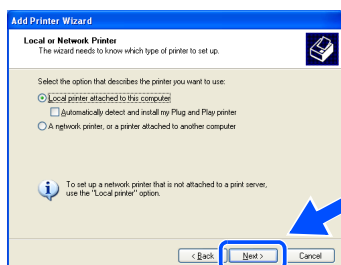 Add Printer Wizard
Local or Network Printer
The wizard needs to know which type of printer to set up.
Select the option that describes the printer you want to use:
Local printer attached to this computer
Automatically detect and install my Plug and Play printer
A network printer, or a printer attached to another computer
To set up a network printer that is not attached to a print server,
use the "Local printer" option.
< Back Next > Cancel